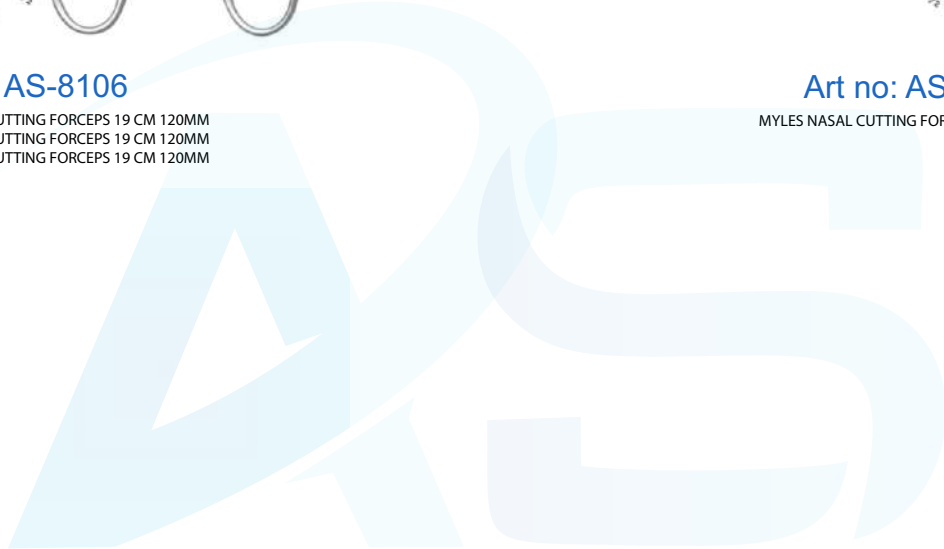 AS-8106
UTTING FORCEPS 19 CM 120MM
UTTING FORCEPS 19 CM 120MM
UTTING FORCEPS 19 CM 120MM
Art no: AS
MYLES NASAL CUTTING FOR
AS